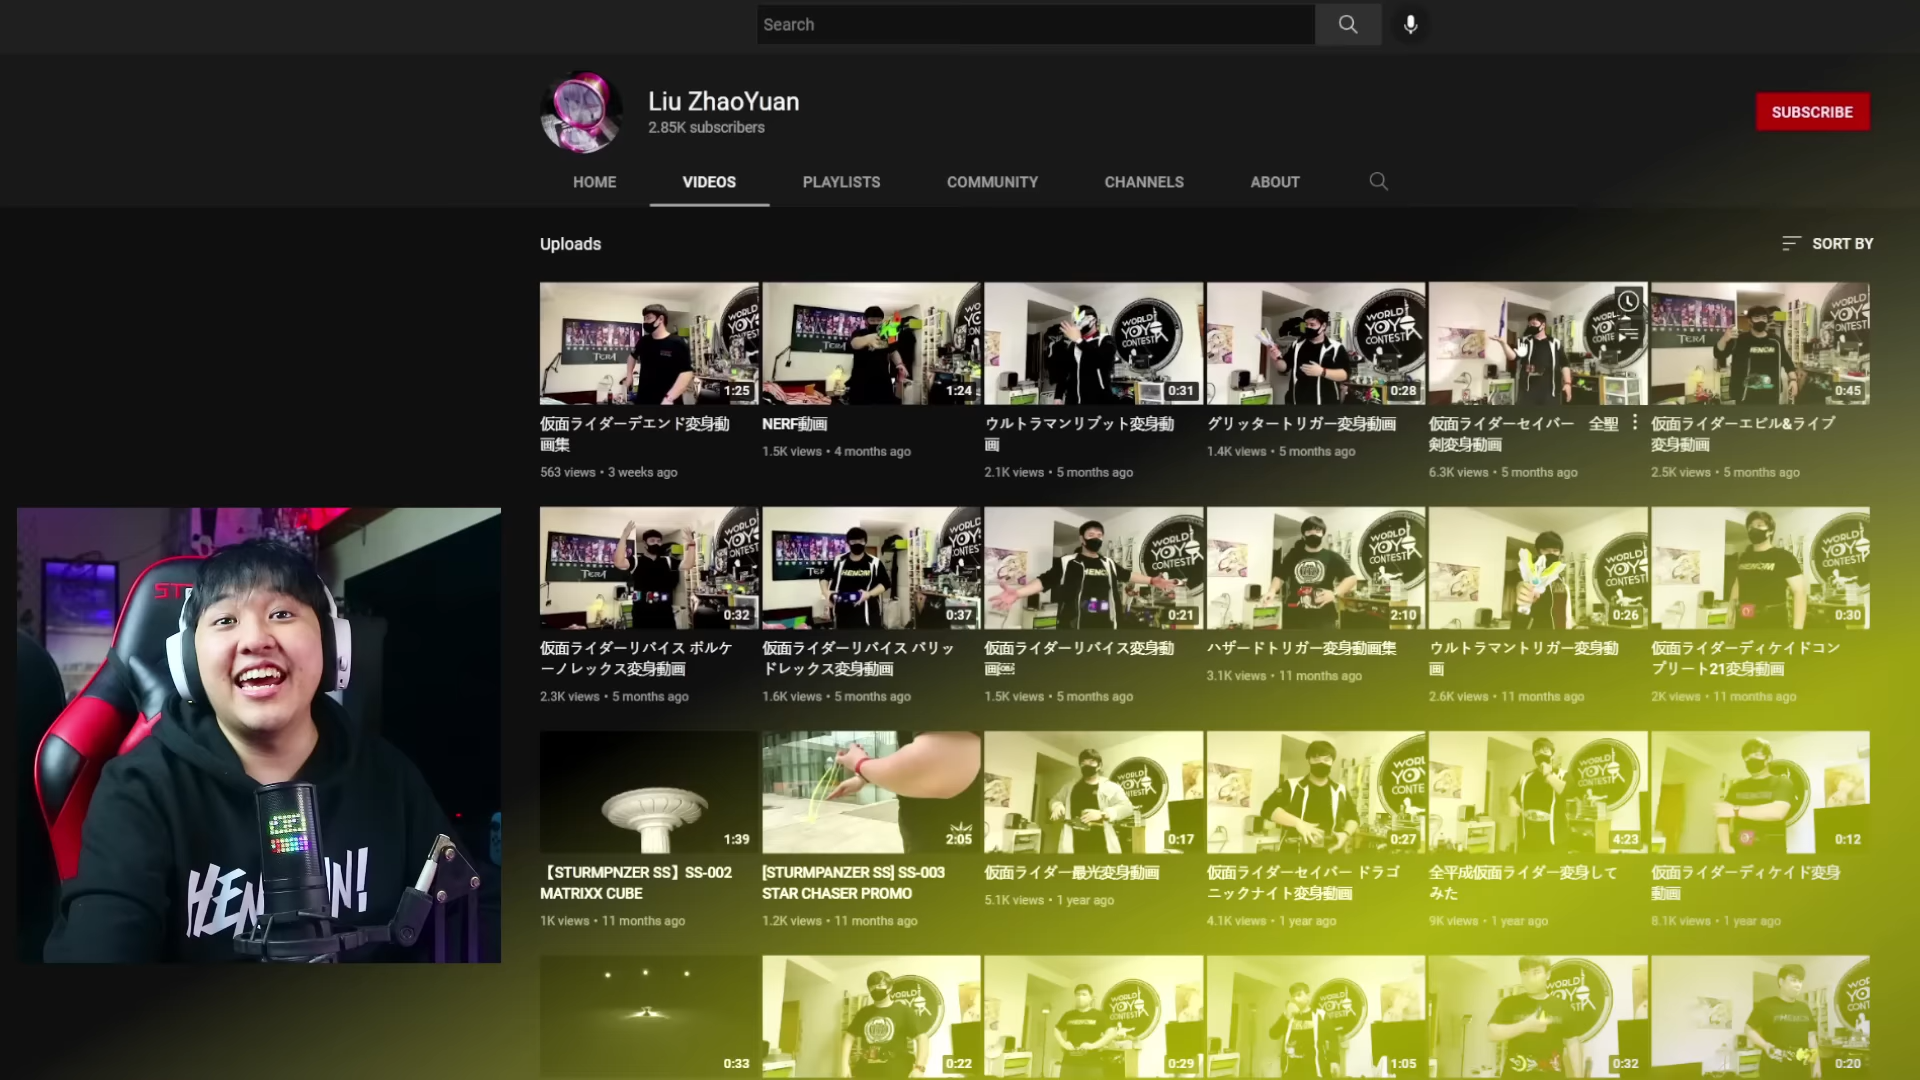 Search
Liu ZhaoYuan
2.85K subscribers
SUBSCRIBE
HOME
VIDEOS
PLAYLISTS
COMMUNITY
CHANNELS
ABOUT
Uploads
SORT BY
WORLD
YOYO
CONTEST
TERA
1:25
1:24
0:31
0:28
0:45
仮面ライダーデエンド変身動
画集
563 views • 3 weeks ago
NERF動画
1.5K views • 4 months ago
ウルトラマンリブット変身動
画
2.1K views • 5 months ago
グリッタートリガー変身動画
1.4K views • 5 months ago
仮面ライダーセイバー　全聖
剣変身動画
6.3K views • 5 months ago
仮面ライダーエビル&ライブ
変身動画
2.5K views • 5 months ago
0:32
0:37
0:21
2:10
0:26
0:30
仮面ライダーリバイス ボルケ
ーノレックス変身動画
2.3K views • 5 months ago
仮面ライダーリバイス バリッ
ドレックス変身動画
1.6K views • 5 months ago
仮面ライダーリバイス変身動
画
1.5K views • 5 months ago
ハザードトリガー変身動画集
3.1K views • 11 months ago
ウルトラマントリガー変身動
画
2.6K views • 11 months ago
仮面ライダーディケイドコン
プリート21変身動画
2K views • 11 months ago
1:39
2:05
0:17
0:27
4:23
0:12
【STURMPNZER SS】SS-002
MATRIXX CUBE
1K views • 11 months ago
[STURMPANZER SS] SS-003
STAR CHASER PROMO
1.2K views • 11 months ago
仮面ライダー最光変身動画
5.1K views • 1 year ago
仮面ライダーセイバー ドラゴ
ニックナイト変身動画
4.1K views • 1 year ago
全平成仮面ライダー変身して
みた
9K views • 1 year ago
仮面ライダーディケイド変身
動画
8.1K views • 1 year ago
0:33
0:22
0:29
1:05
0:32
0:20